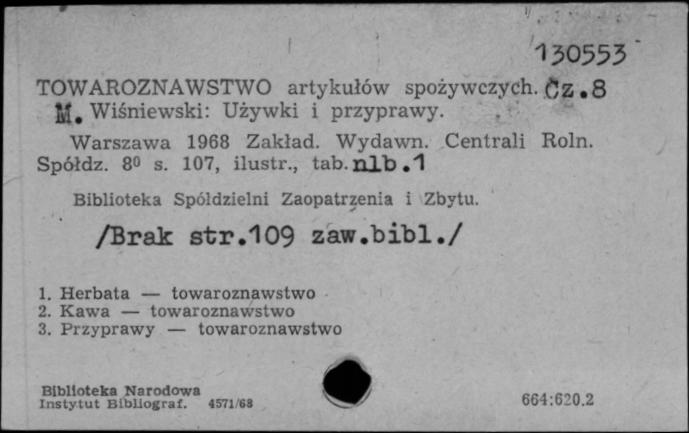 130553
TOWAROZNAWSTWO artykułów spożywczych. Cz.8
M. Wiśniewski: Używki i przyprawy.
Warszawa 1968 Zakład. Wydawn. Centrali Roln.
Spółdz. 8⁰ s. 107, ilustr., tab. nlb.1
Biblioteka Spółdzielni Zaopatrzenia i Zbytu.
/Brak str.109 zaw.bibl./
1. Herbata — towaroznawstwo
2. Kawa — towaroznawstwo
3. Przyprawy — towaroznawstwo
Biblioteka Narodowa
Instytut Bibliograf. 4571/68
664:620.2